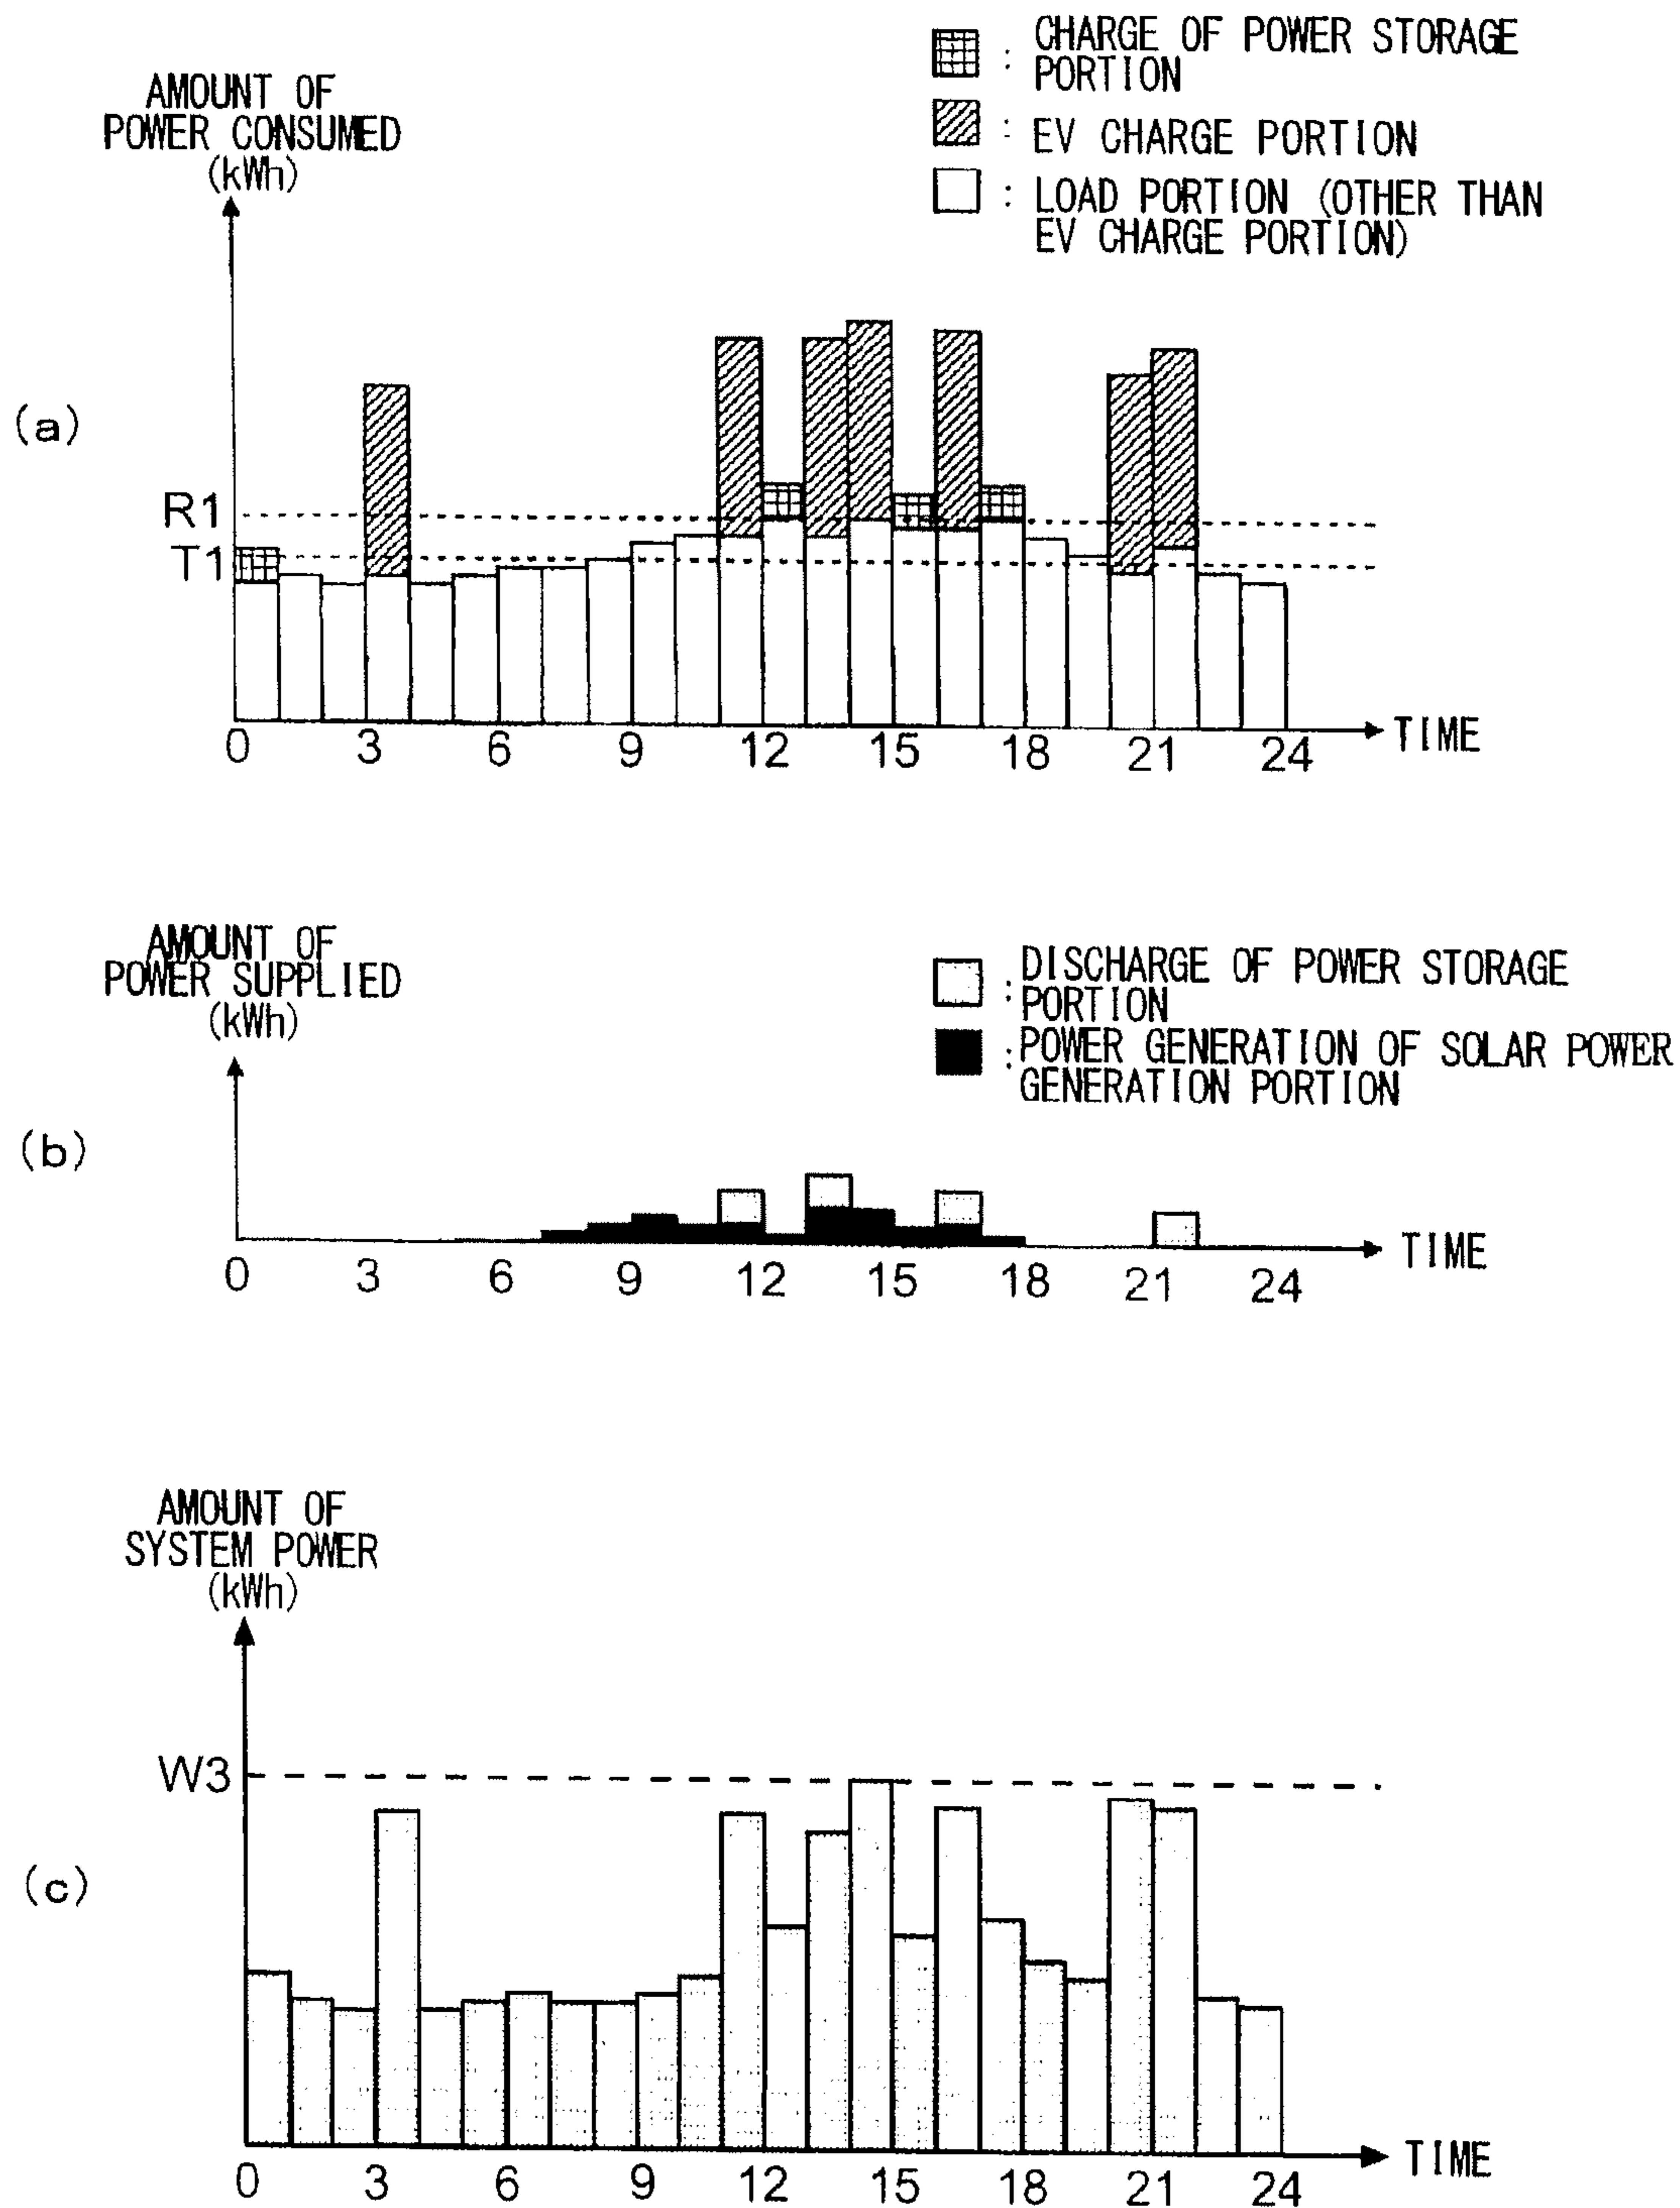 AMOUNT OF
POWER CONSUMED
(kWh)
: CHARGE OF POWER STORAGE
PORTION
: EV CHARGE PORTION
: LOAD PORTION (OTHER THAN
EV CHARGE PORTION)
(a)
R1
T1
0 3 6 9 12 15 18 21 24 TIME
AMOUNT OF
POWER SUPPLIED
(kWh)
: DISCHARGE OF POWER STORAGE
PORTION
: POWER GENERATION OF SOLAR POWER
GENERATION PORTION
(b)
0 3 6 9 12 15 18 21 24 TIME
AMOUNT OF
SYSTEM POWER
(kWh)
W3
(c)
0 3 6 9 12 15 18 21 24 TIME